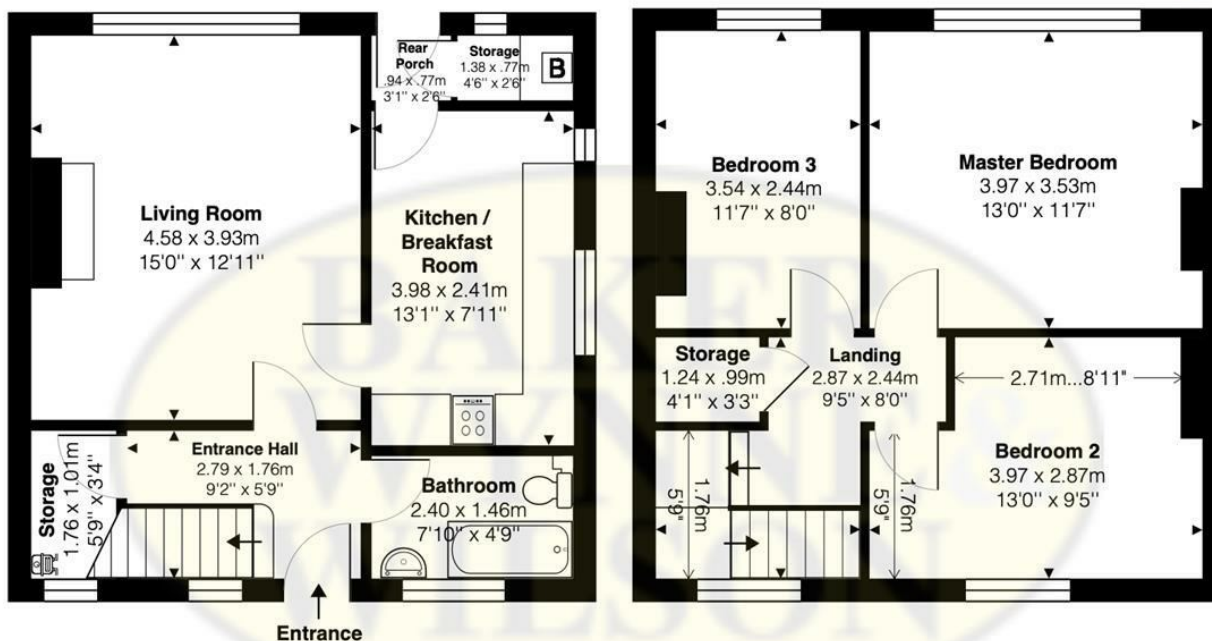 Living Room
4.58 x 3.93m
15'0'' x 12'11''
Rear
Porch
.94 x .77m
3'1'' x 2'6''
Storage
1.38 x .77m
4'6'' x 2'6''
B
Kitchen /
Breakfast
Room
3.98 x 2.41m
13'1'' x 7'11''
Storage
1.76 x 1.01m
5'9'' x 3'4''
Entrance Hall
2.79 x 1.76m
9'2'' x 5'9''
Bathroom
2.40 x 1.46m
7'10'' x 4'9''
Entrance
Bedroom 3
3.54 x 2.44m
11'7'' x 8'0''
Master Bedroom
3.97 x 3.53m
13'0'' x 11'7''
Storage
1.24 x .99m
4'1'' x 3'3''
Landing
2.87 x 2.44m
9'5'' x 8'0''
2.71m...8'11''
Bedroom 2
3.97 x 2.87m
13'0'' x 9'5''
1.76m
5'9''
1.76m
5'9''
BAKER
WYNNE &
WILSON